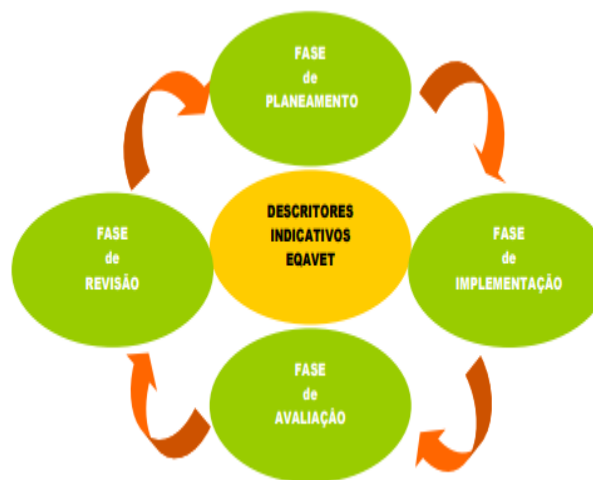 FASE
de
PLANEAMENTO
DESCRITORES
INDICATIVOS
EQAVET
FASE
de
REVISÃO
FASE
de
IMPLEMENTAÇÃO
FASE
de
AVALIAÇÃO